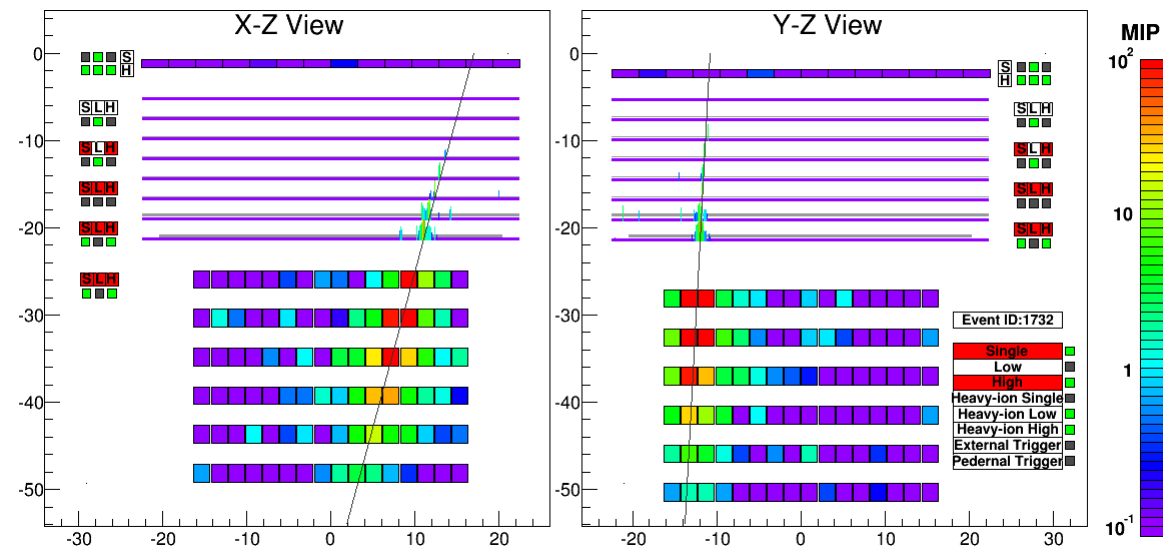 X-Z View
Y-Z View
MIP
10²
10
1
10⁻¹
0
-10
-20
-30
-40
-50
-30 -20 -10 0 10 20
0
-10
-20
-30
-40
-50
-20 -10 0 10 20 30
S
H
S L H
S L H
S L H
S L H
S L H
S
H
S L H
S L H
S L H
S L H
Event ID:1732
Single
Low
High
Heavy-ion Single
Heavy-ion Low
Heavy-ion High
External Trigger
Pedernal Trigger